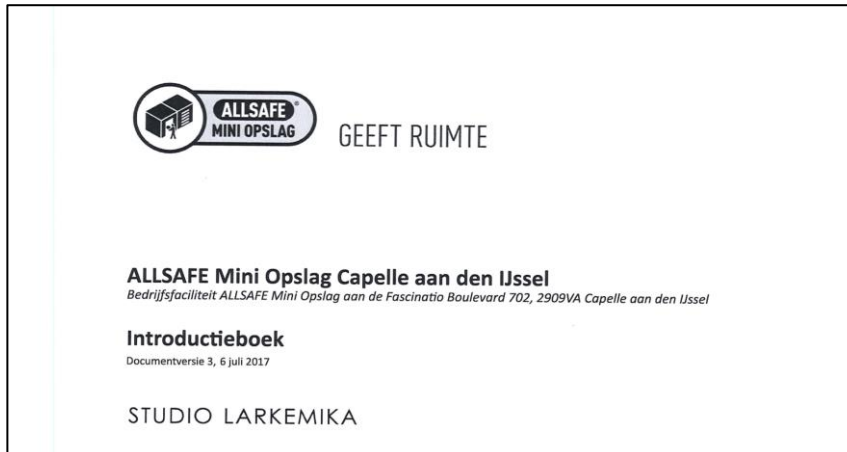 ALLSAFE®
MINI OPSLAG
GEEFT RUIMTE
ALLSAFE Mini Opslag Capelle aan den IJssel
Bedrijfsfaciliteit ALLSAFE Mini Opslag aan de Fascinatio Boulevard 702, 2909VA Capelle aan den IJssel
Introductieboek
Documentversie 3, 6 juli 2017
STUDIO LARKEMIKA